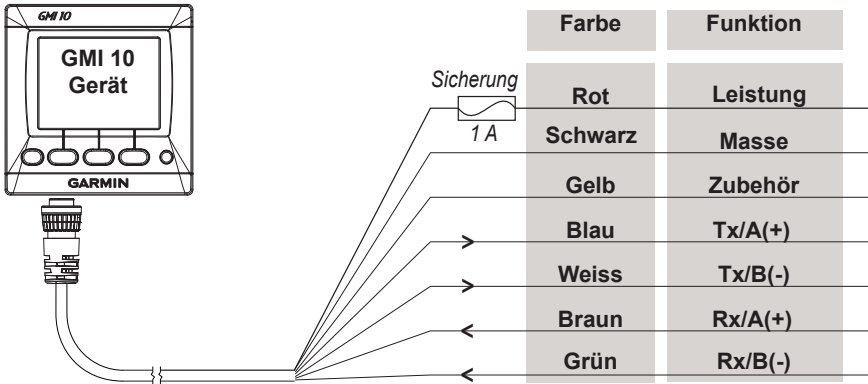 GMI 10
GMI 10
Gerät
GARMIN
Sicherung
1 A
Farbe Funktion
Rot Leistung
Schwarz Masse
Gelb Zubehör
Blau Tx/A(+)
Weiss Tx/B(-)
Braun Rx/A(+)
Grün Rx/B(-)